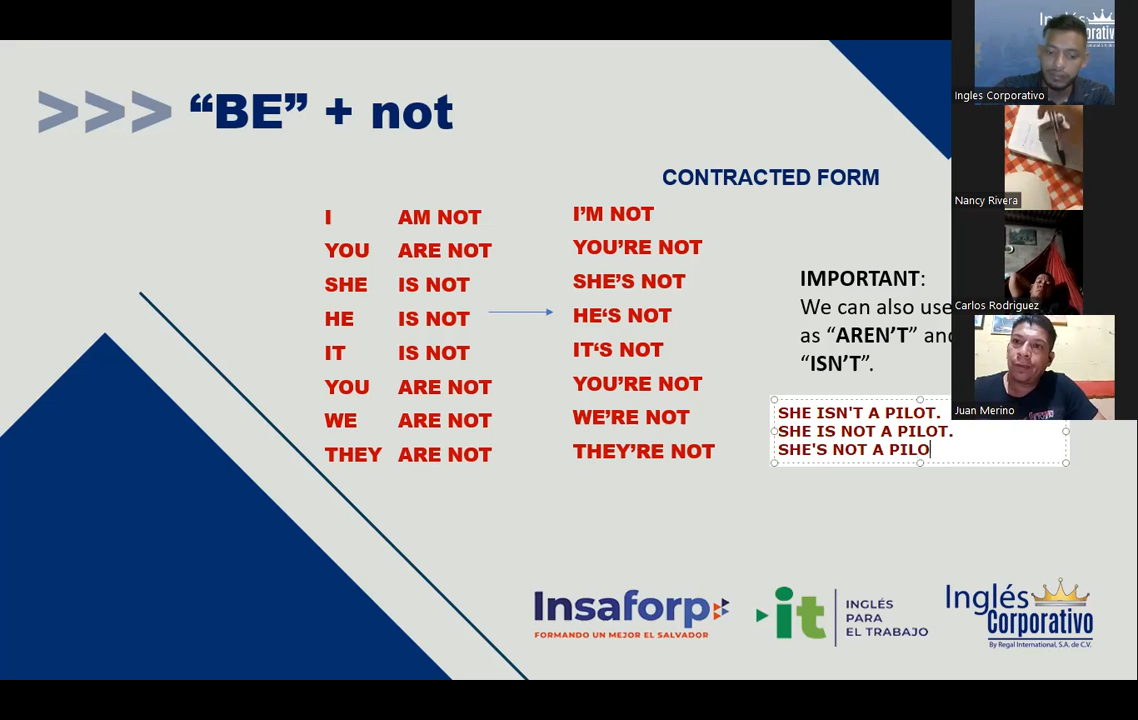 >>> “BE” + not
CONTRACTED FORM
I AM NOT I’M NOT
YOU ARE NOT YOU’RE NOT
SHE IS NOT SHE’S NOT
HE IS NOT HE‘S NOT
IT IS NOT IT‘S NOT
YOU ARE NOT YOU’RE NOT
WE ARE NOT WE’RE NOT
THEY ARE NOT THEY’RE NOT
IMPORTANT:
We can also use
as “AREN’T” and
“ISN’T”.
SHE ISN'T A PILOT.
SHE IS NOT A PILOT.
SHE'S NOT A PILO
Ingles Corporativo
Nancy Rivera
Carlos Rodriguez
Juan Merino
Insaforp
FORMANDO UN MEJOR EL SALVADOR
it
INGLÉS
PARA
EL TRABAJO
Inglés
Corporativo
By Regal International, S.A. de C.V.